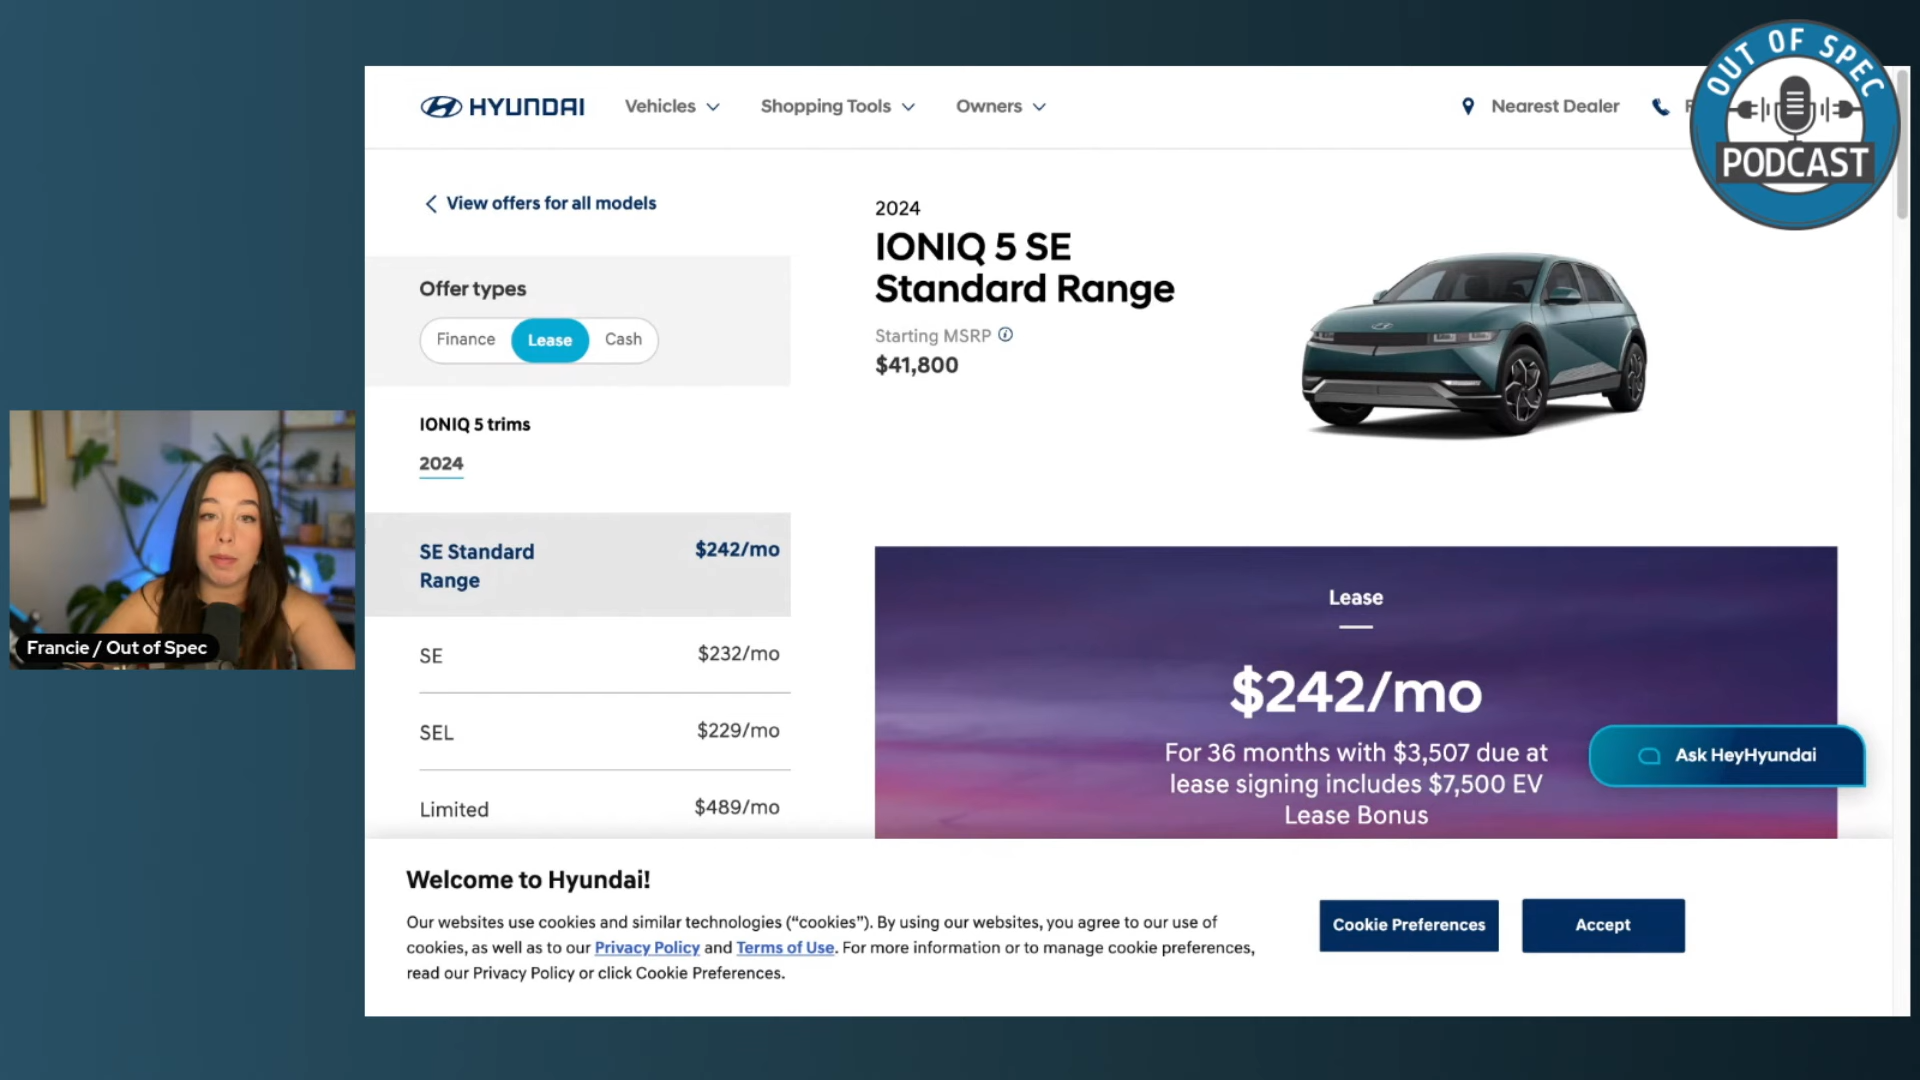 OUT OF SPEC
PODCAST
HYUNDAI
Vehicles
Shopping Tools
Owners
Nearest Dealer
View offers for all models
Offer types
Finance
Lease
Cash
IONIQ 5 trims
2024
SE Standard
Range
$242/mo
SE
$232/mo
SEL
$229/mo
Limited
$489/mo
2024
IONIQ 5 SE
Standard Range
Starting MSRP
$41,800
Lease
$242/mo
For 36 months with $3,507 due at
lease signing includes $7,500 EV
Lease Bonus
Ask HeyHyundai
Francie / Out of Spec
Welcome to Hyundai!
Our websites use cookies and similar technologies (“cookies”). By using our websites, you agree to our use of
cookies, as well as to our Privacy Policy and Terms of Use. For more information or to manage cookie preferences,
read our Privacy Policy or click Cookie Preferences.
Cookie Preferences
Accept